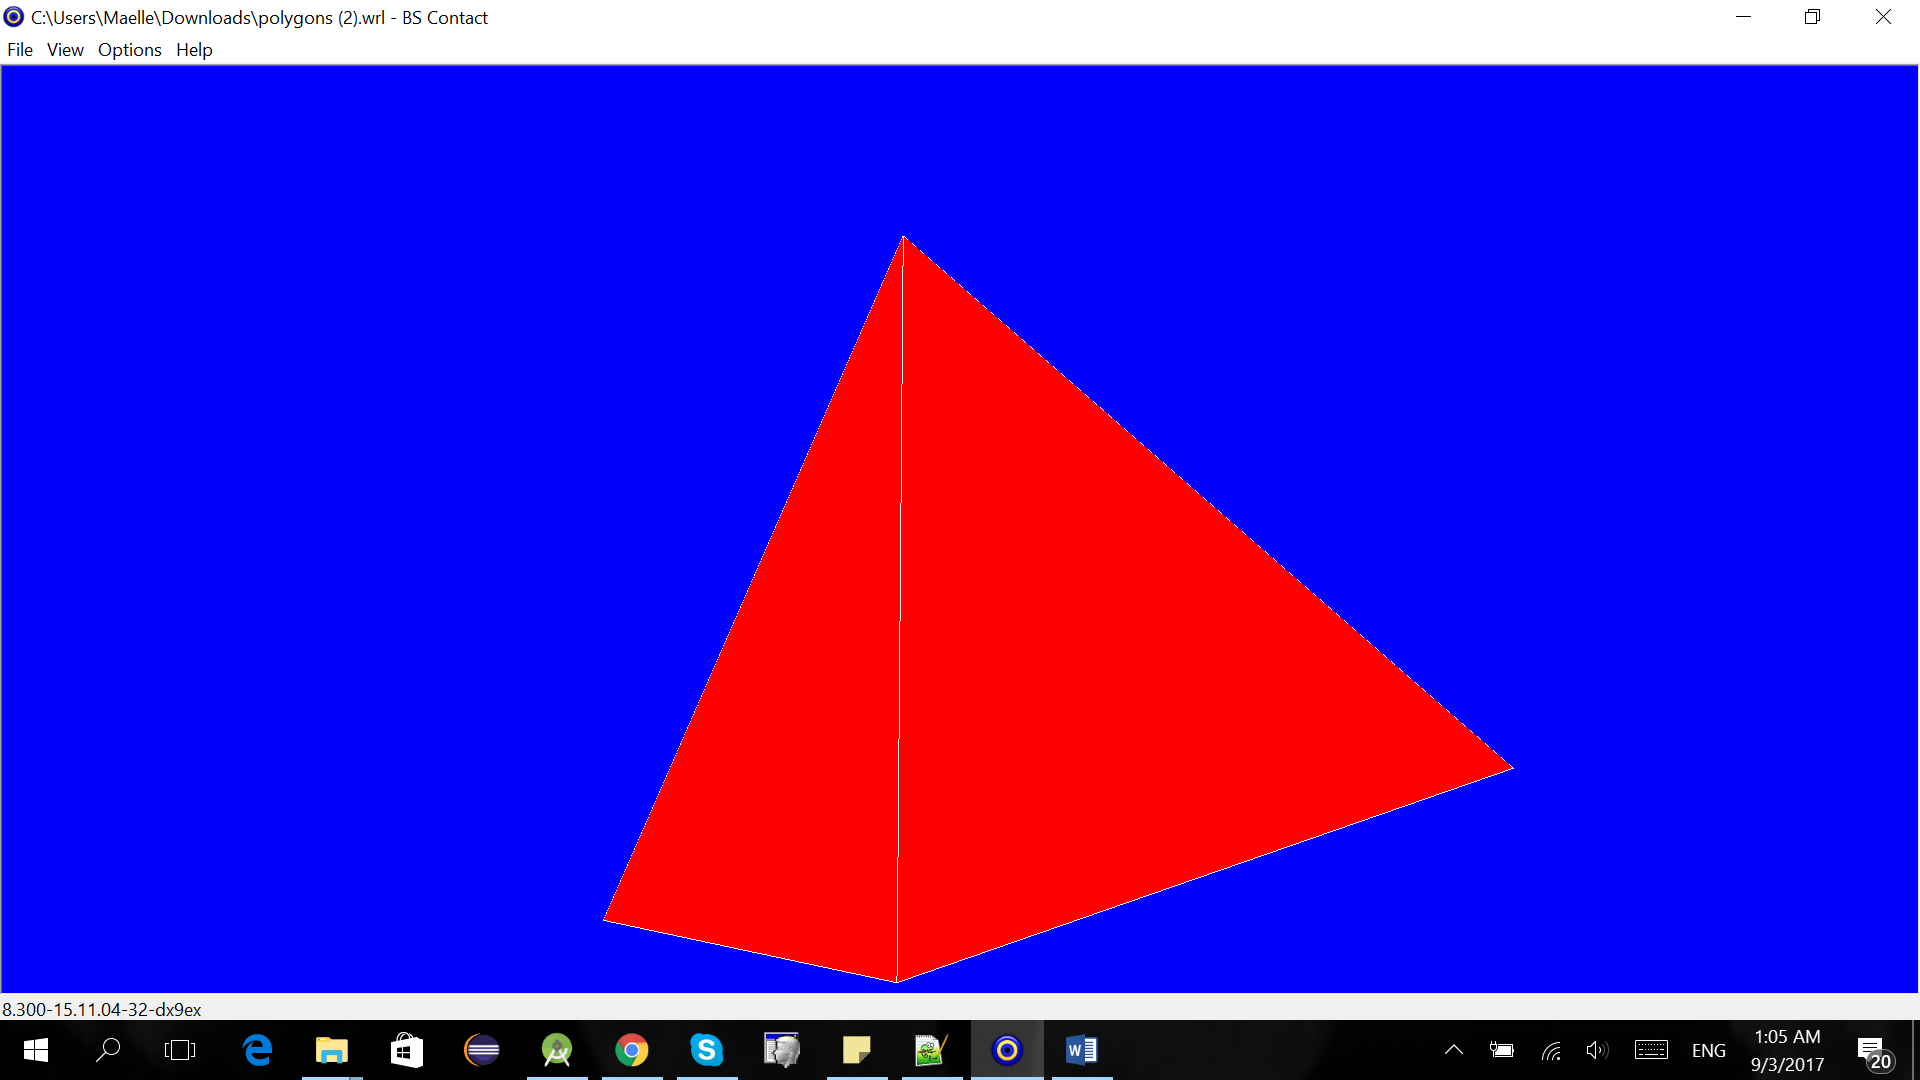 C:\Users\Maelle\Downloads\polygons (2).wrl - BS Contact
File View Options Help
8.300-15.11.04-32-dx9ex
ENG
1:05 AM
9/3/2017
20